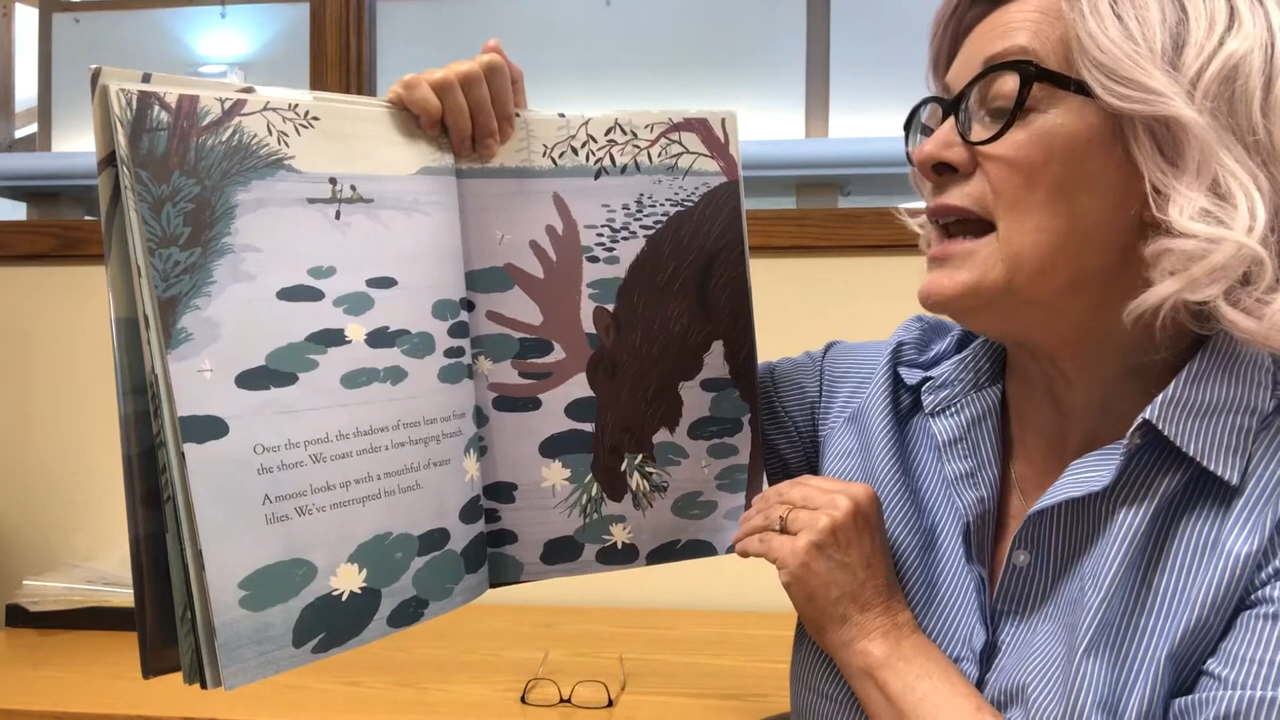 Over the pond, the shadows of trees lean out from
the shore. We coast under a low-hanging branch.
A moose looks up with a mouthful of water
lilies. We've interrupted his lunch.